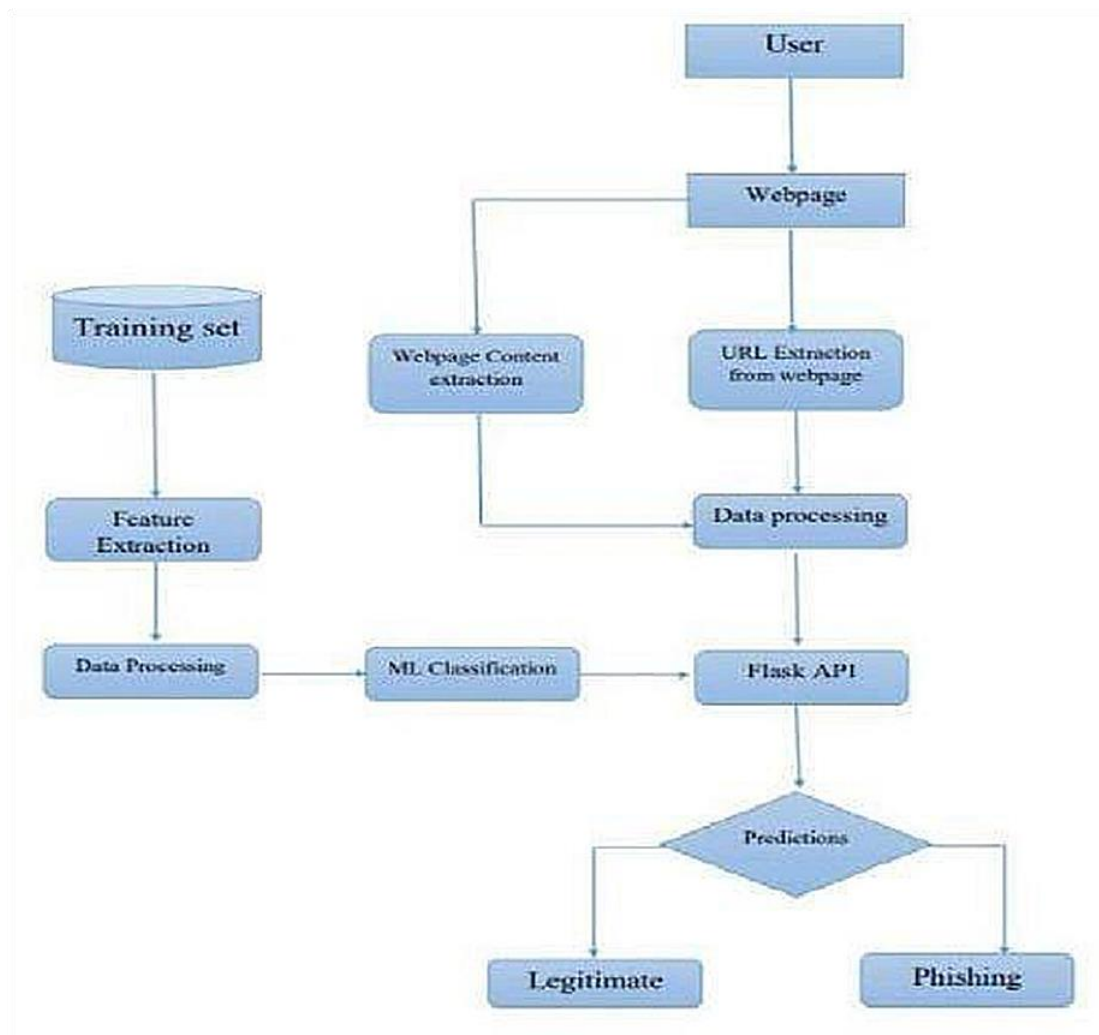 User
Webpage
Training set
Webpage Content
extraction
URL Extraction
from webpage
Feature
Extraction
Data processing
Data Processing
ML Classification
Flask API
Predictions
Legitimate
Phishing